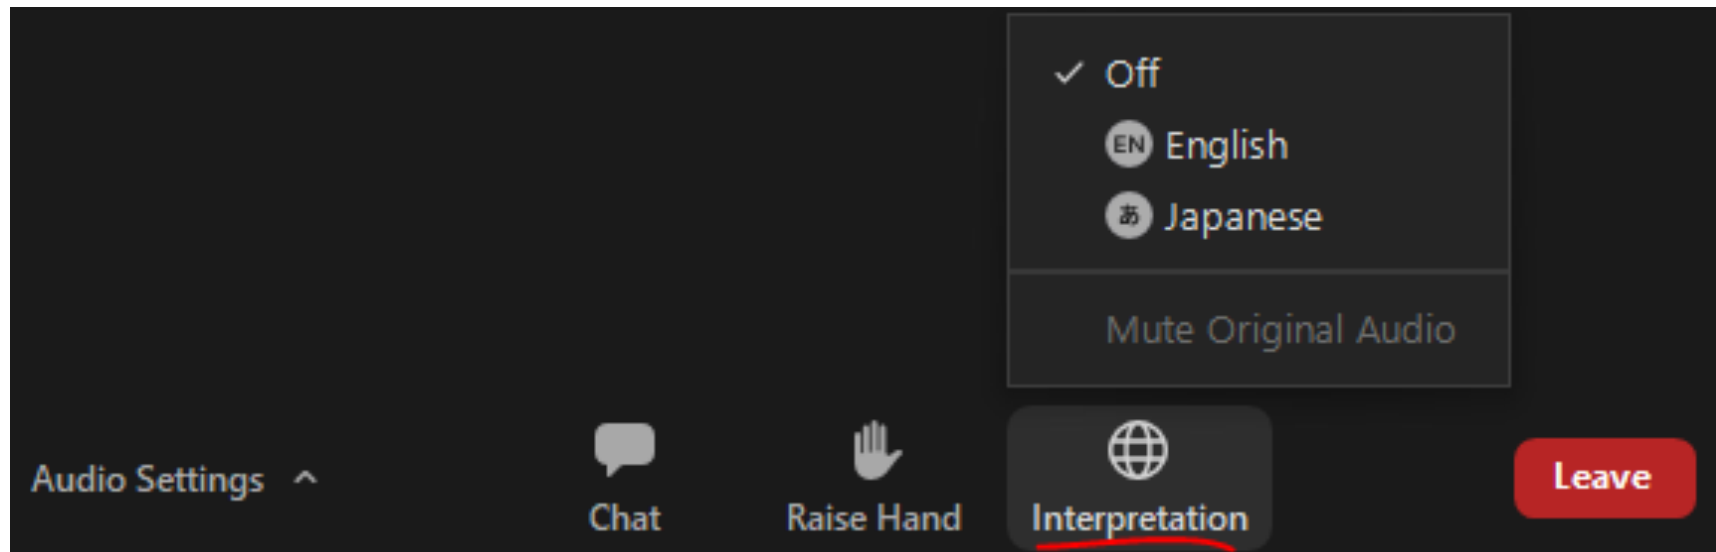 Off
EN English
あ Japanese
Mute Original Audio
Audio Settings
Chat
Raise Hand
Interpretation
Leave